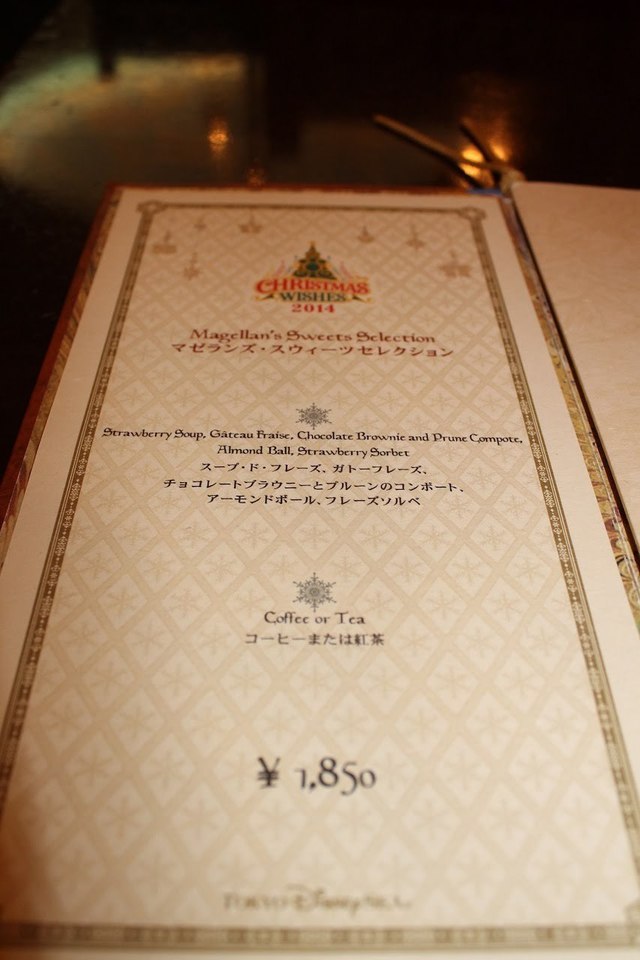 CHRISTMAS
WISHES
2014
Magellan's Sweets Selection
マゼランズ・スウィーツセレクション
Strawberry Soup, Gâteau Fraise, Chocolate Brownie and Prune Compote,
Almond Ball, Strawberry Sorbet
スープ・ド・フレーズ、ガトーフレーズ、
チョコレートブラウニーとプルーンのコンポート、
アーモンドボール、フレーズソルベ
Coffee or Tea
コーヒーまたは紅茶
¥ 1,850
TOKYO DISNEY SEA